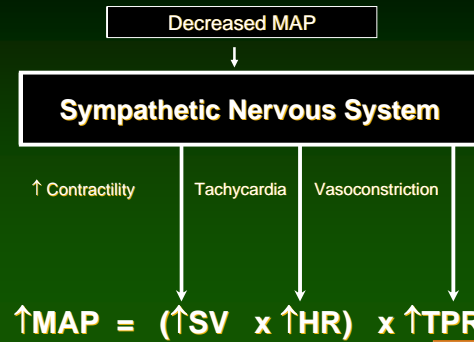 Decreased MAP
Sympathetic Nervous System
↑ Contractility Tachycardia Vasoconstriction
↑MAP = (↑SV x ↑HR) x ↑TPR